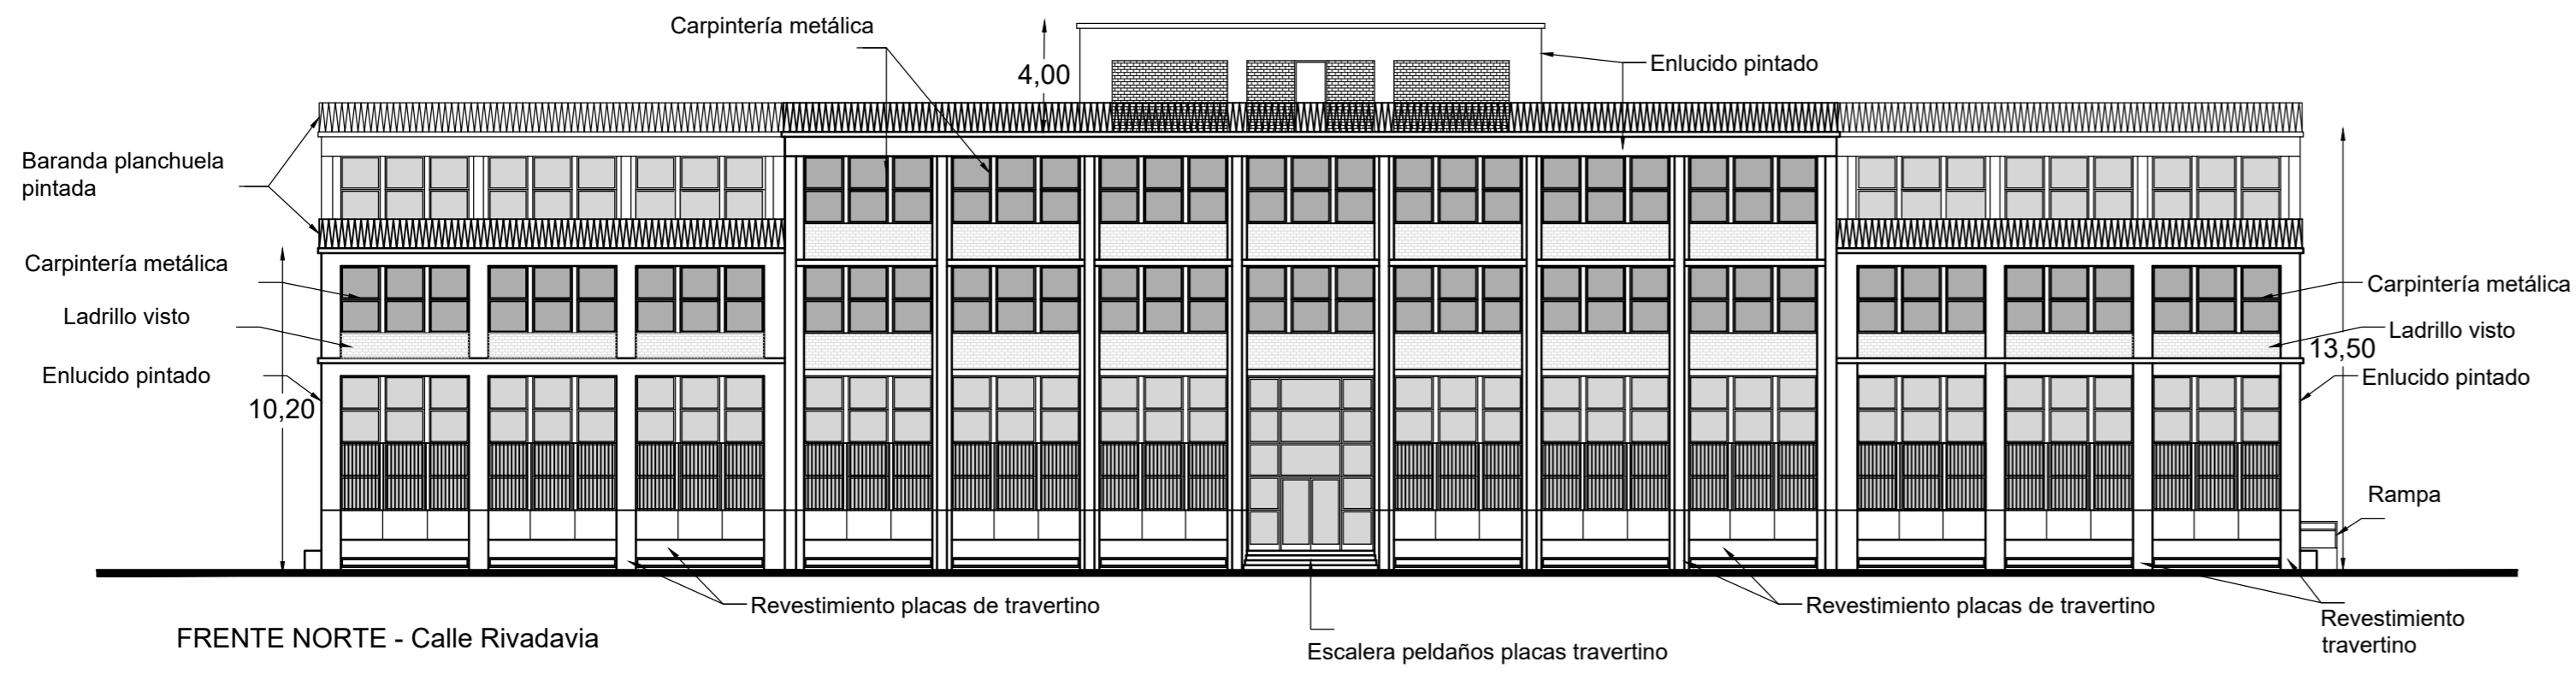 Carpintería metálica
4,00
Enlucido pintado
Baranda planchuela
pintada
Carpintería metálica
Ladrillo visto
Enlucido pintado
10,20
Carpintería metálica
Ladrillo visto
13,50
Enlucido pintado
Rampa
Revestimiento placas de travertino
Revestimiento placas de travertino
Revestimiento
travertino
FRENTE NORTE - Calle Rivadavia
Escalera peldaños placas travertino